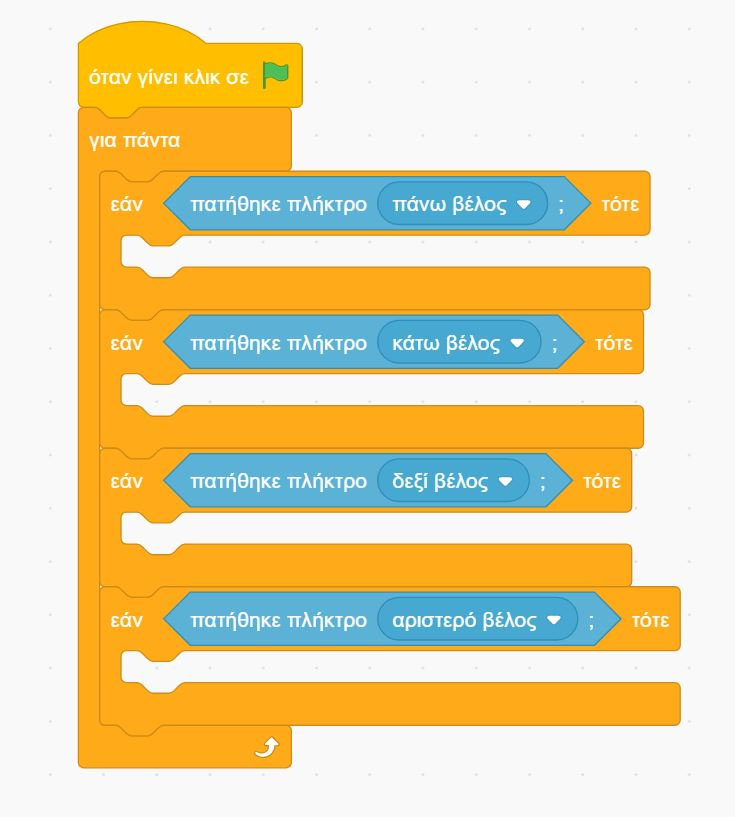 όταν γίνει κλικ σε
για πάντα
εάν πατήθηκε πλήκτρο πάνω βέλος ; τότε
εάν πατήθηκε πλήκτρο κάτω βέλος ; τότε
εάν πατήθηκε πλήκτρο δεξί βέλος ; τότε
εάν πατήθηκε πλήκτρο αριστερό βέλος ; τότε